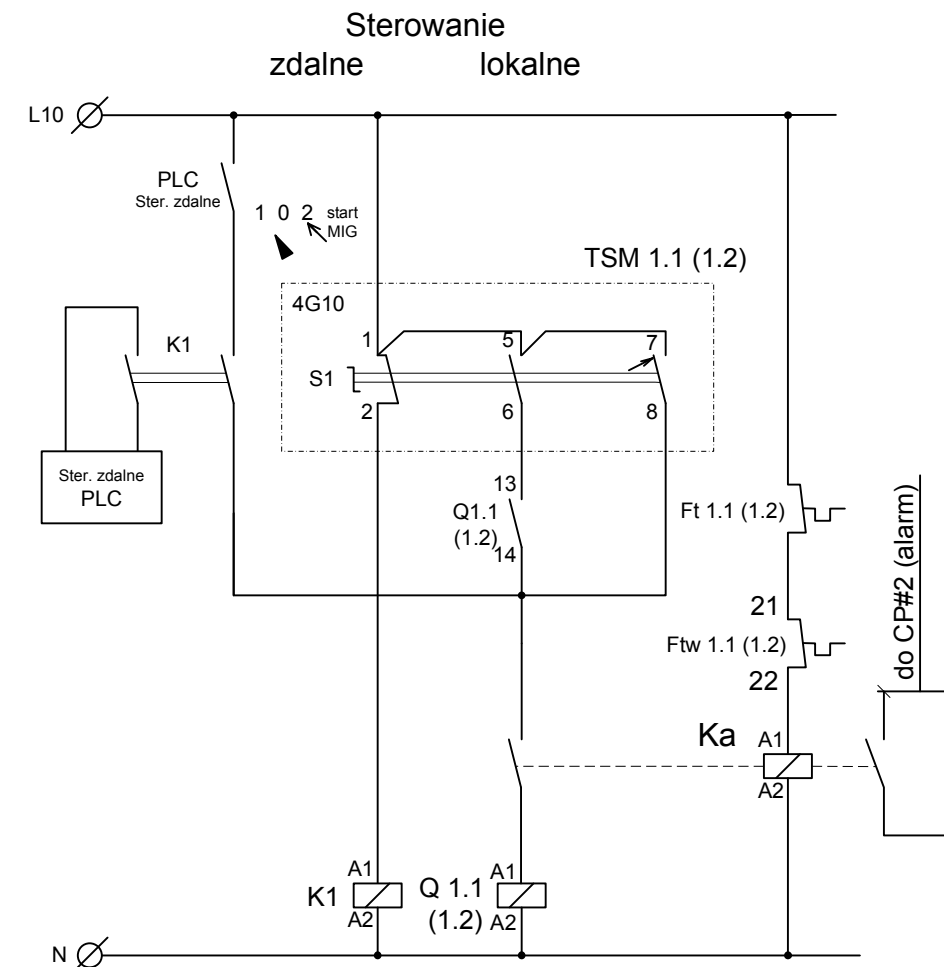 Sterowanie
zdalne lokalne
L10
PLC
Ster. zdalne
1 0 2 start
MIG
TSM 1.1 (1.2)
4G10
1 5 7
K1
S1
2 6 8
Ster. zdalne
PLC
13
Q1.1
(1.2)
14
Ft 1.1 (1.2)
21
Ftw 1.1 (1.2)
22
do CP#2 (alarm)
Ka
A1
A2
A1
K1
A2
A1
Q 1.1
(1.2)
A2
N